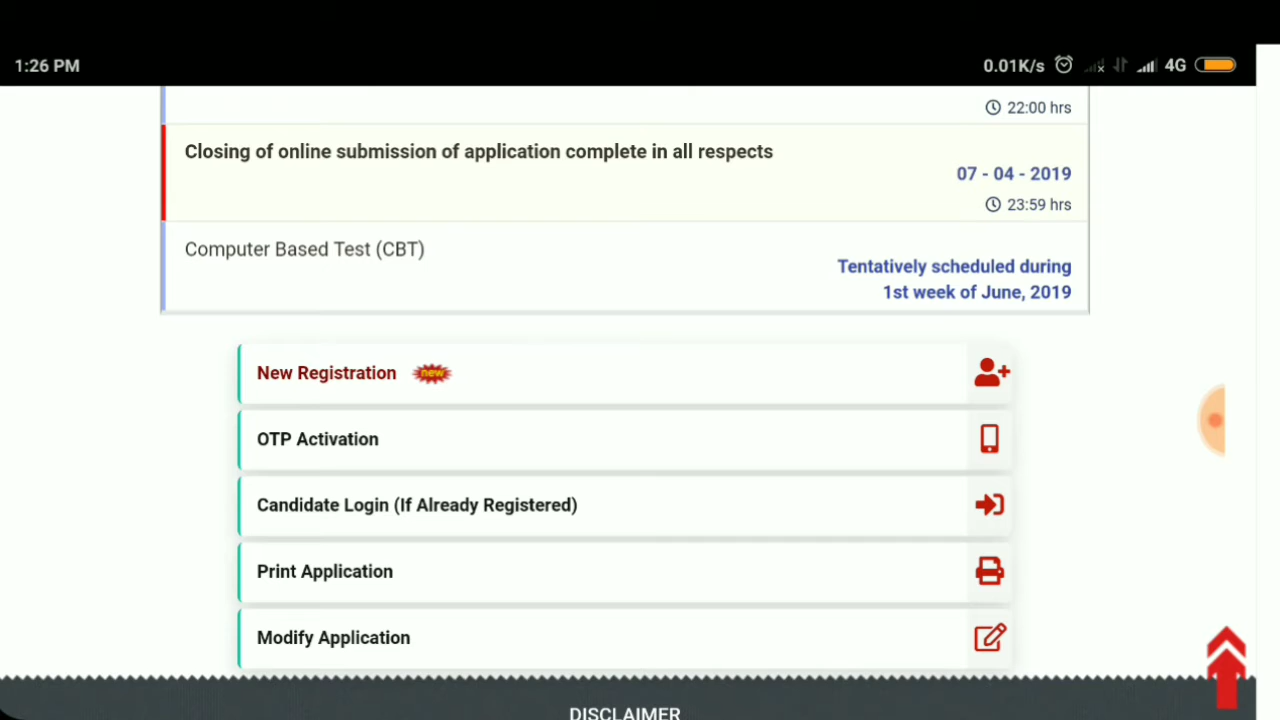 1:26 PM
0.01K/s 4G
22:00 hrs
Closing of online submission of application complete in all respects
07 - 04 - 2019
23:59 hrs
Computer Based Test (CBT)
Tentatively scheduled during
1st week of June, 2019
New Registration new
OTP Activation
Candidate Login (If Already Registered)
Print Application
Modify Application
DISCLAIMER